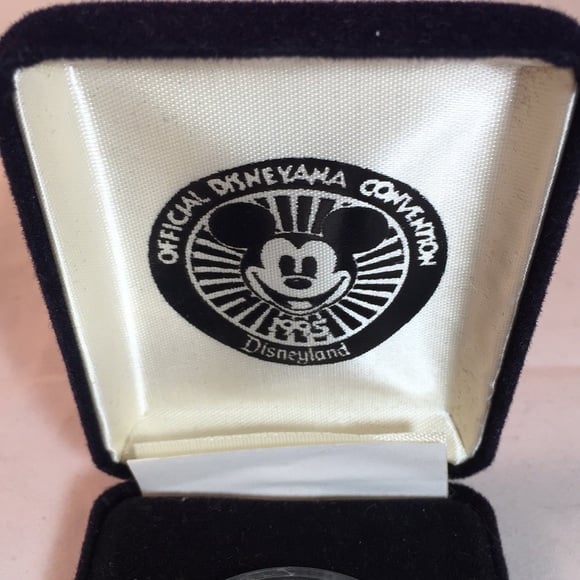 OFFICIAL DISNEYANA CONVENTION
1995
Disneyland